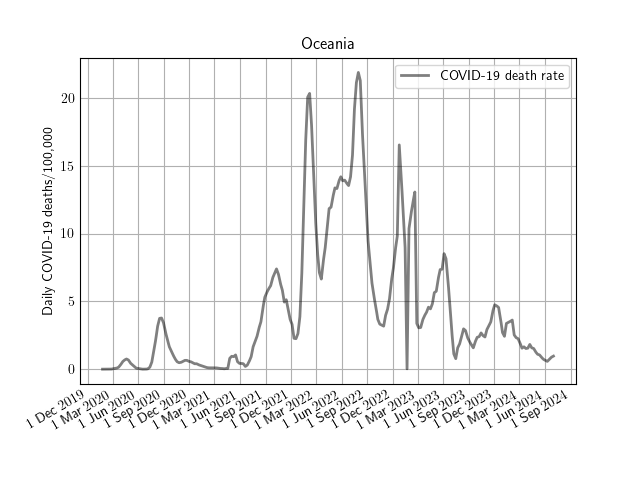 Oceania
COVID-19 death rate
Daily COVID-19 deaths/100,000
20
15
10
5
0
1 Dec 2019
1 Mar 2020
1 Jun 2020
1 Sep 2020
1 Dec 2020
1 Mar 2021
1 Jun 2021
1 Sep 2021
1 Dec 2021
1 Mar 2022
1 Jun 2022
1 Sep 2022
1 Dec 2022
1 Mar 2023
1 Jun 2023
1 Sep 2023
1 Dec 2023
1 Mar 2024
1 Jun 2024
1 Sep 2024